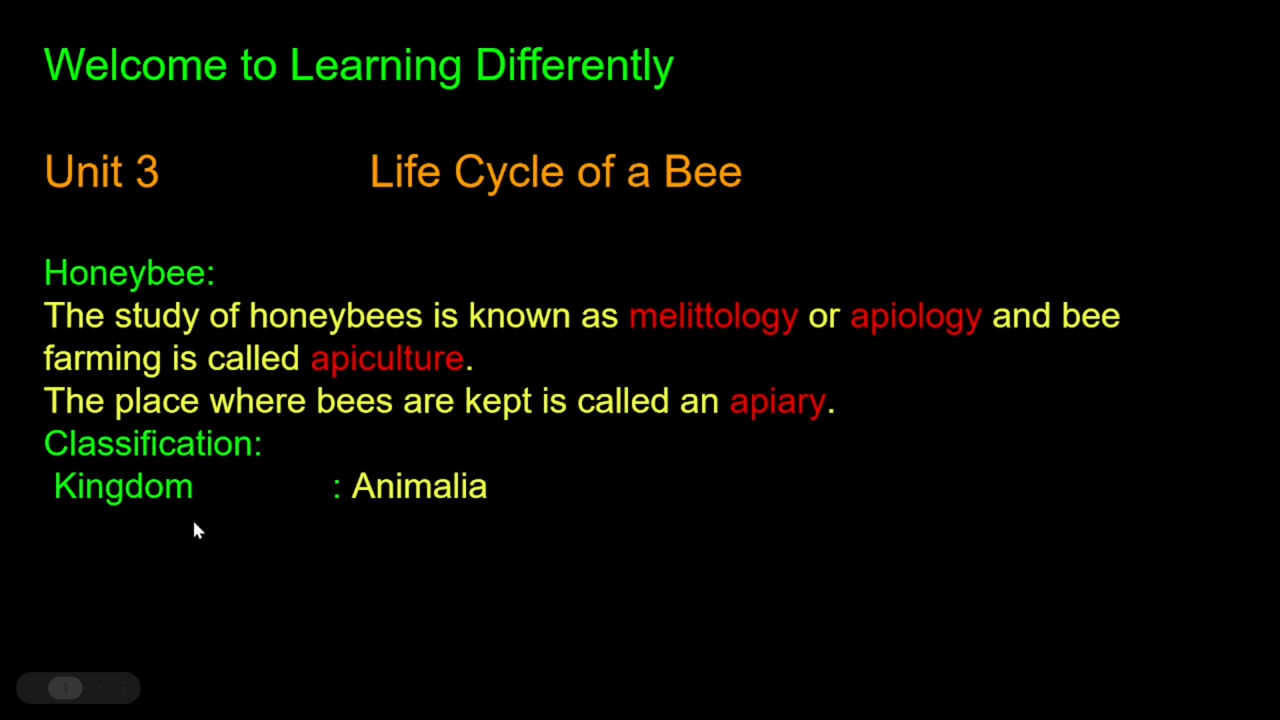 Welcome to Learning Differently
Unit 3 Life Cycle of a Bee
Honeybee:
The study of honeybees is known as melittology or apiology and bee
farming is called apiculture.
The place where bees are kept is called an apiary.
Classification:
Kingdom : Animalia
1